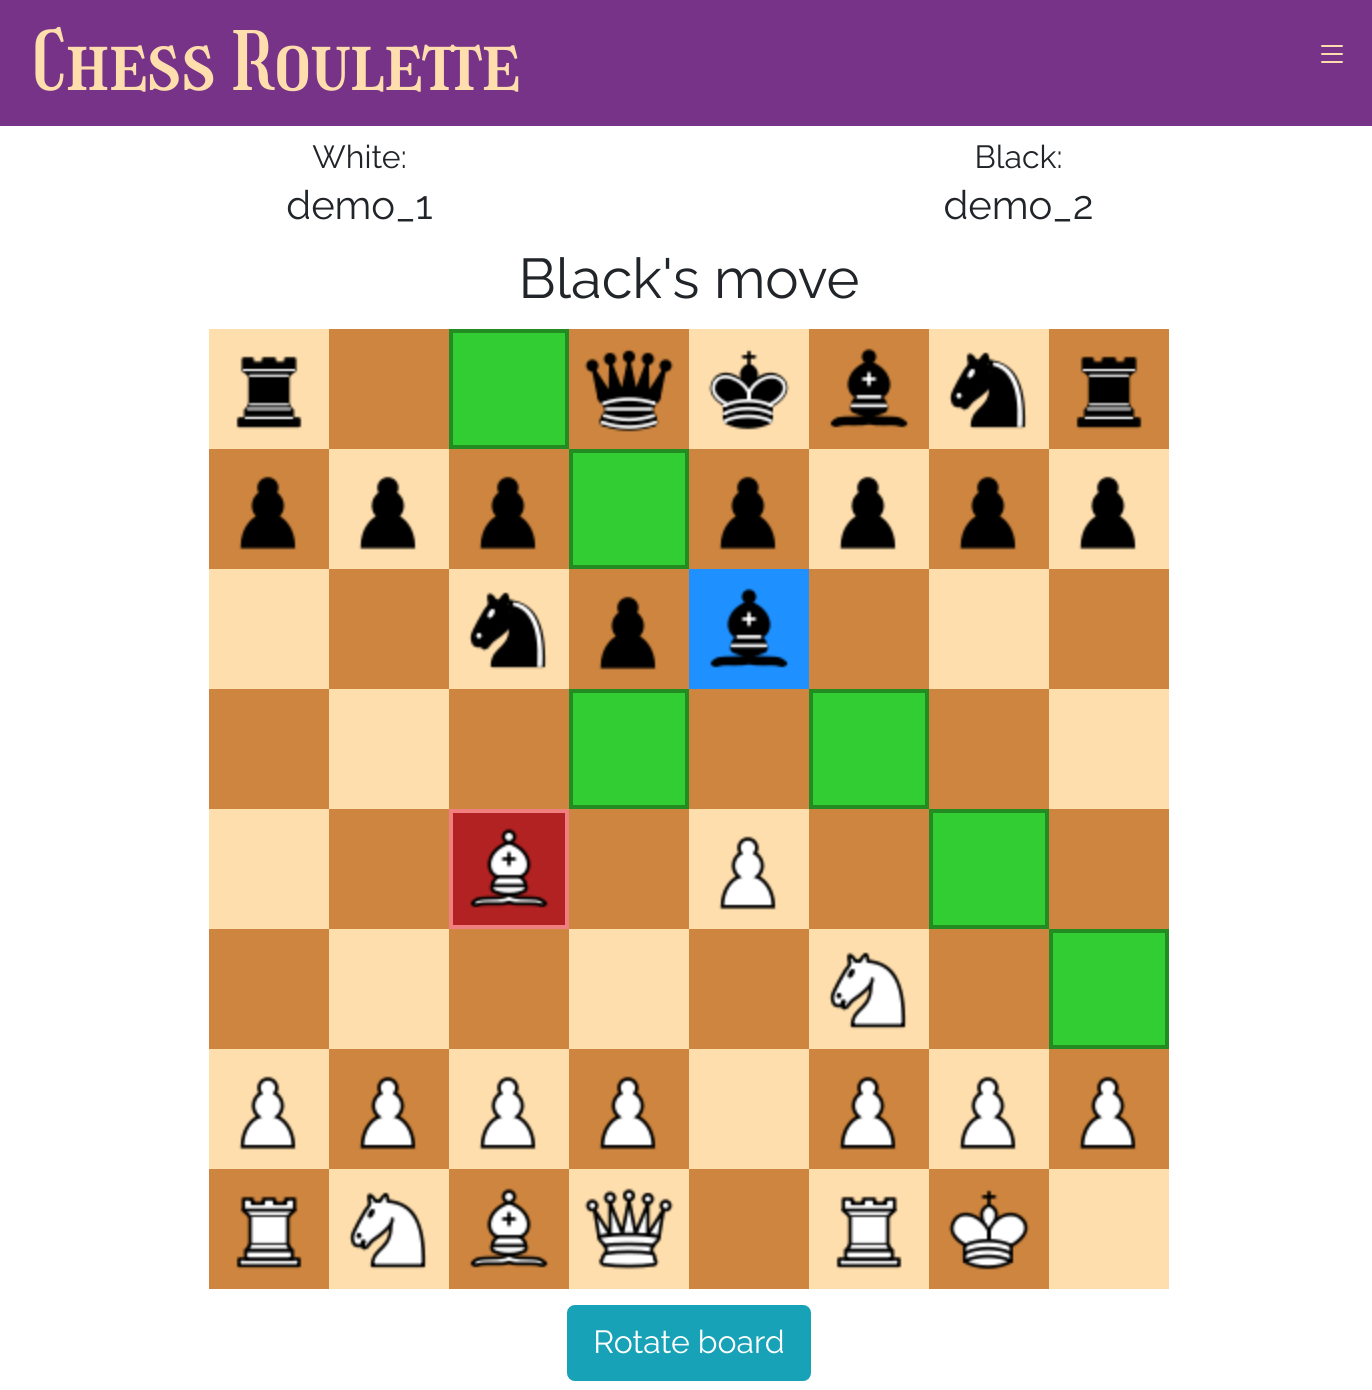 Chess Roulette
White:
demo_1
Black:
demo_2
Black's move
Rotate board